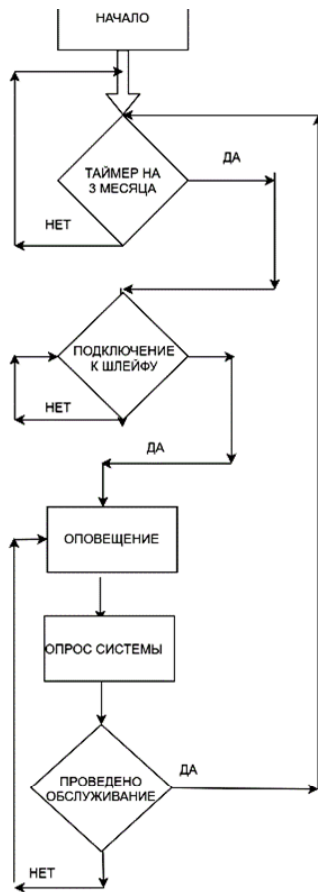 НАЧАЛО
ДА
ТАЙМЕР НА
3 МЕСЯЦА
НЕТ
ПОДКЛЮЧЕНИЕ
К ШЛЕЙФУ
НЕТ
ДА
ОПОВЕЩЕНИЕ
ОПРОС СИСТЕМЫ
ДА
ПРОВЕДЕНО
ОБСЛУЖИВАНИЕ
НЕТ